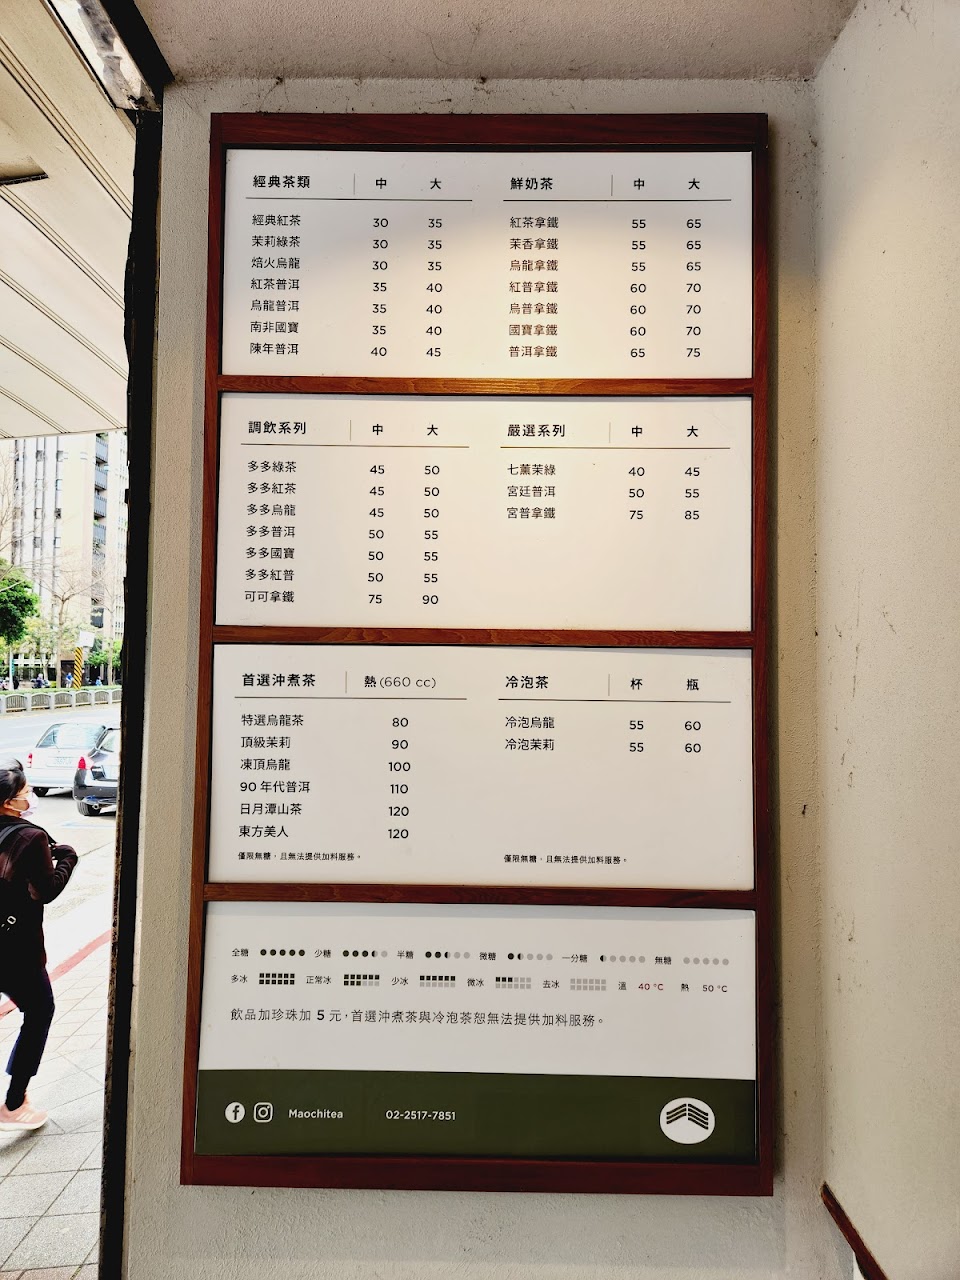 經典茶類 中 大
經典紅茶 30 35
茉莉綠茶 30 35
焙火烏龍 30 35
紅茶普洱 35 40
烏龍普洱 35 40
南非國寶 35 40
陳年普洱 40 45
鮮奶茶 中 大
紅茶拿鐵 55 65
茉香拿鐵 55 65
烏龍拿鐵 55 65
紅普拿鐵 60 70
烏普拿鐵 60 70
國寶拿鐵 60 70
普洱拿鐵 65 75
調飲系列 中 大
多多綠茶 45 50
多多紅茶 45 50
多多烏龍 45 50
多多普洱 50 55
多多國寶 50 55
多多紅普 50 55
可可拿鐵 75 90
嚴選系列 中 大
七薰茉綠 40 45
宮廷普洱 50 55
宮普拿鐵 75 85
首選沖煮茶 熱 (660 cc)
特選烏龍茶 80
頂級茉莉 90
凍頂烏龍 100
90 年代普洱 110
日月潭山茶 120
東方美人 120
僅限無糖，且無法提供加料服務。
冷泡茶 杯 瓶
冷泡烏龍 55 60
冷泡茉莉 55 60
僅限無糖，且無法提供加料服務。
全糖 少糖 半糖 微糖 一分糖 無糖
多冰 正常冰 少冰 微冰 去冰 溫 40 °C 熱 50 °C
飲品加珍珠加 5 元，首選沖煮茶與冷泡茶恕無法提供加料服務。
Maochitea 02-2517-7851